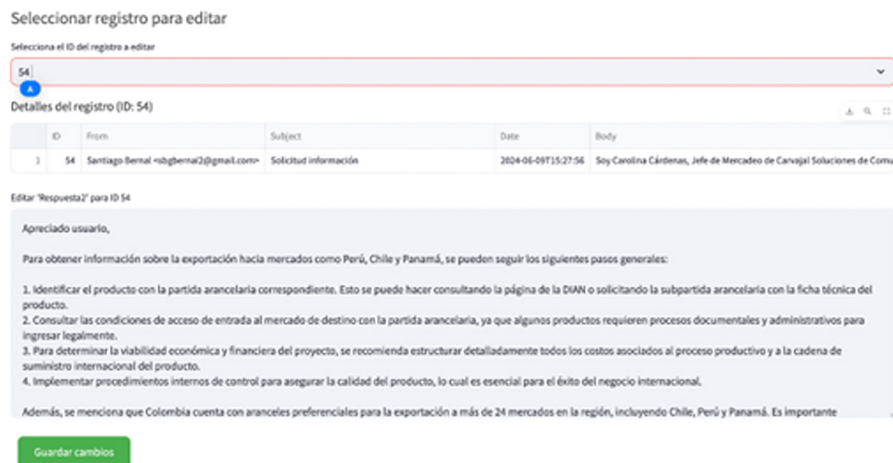 Seleccionar registro para editar
Selecciona el ID del registro a editar
54
A
Detalles del registro (ID: 54)
ID From Subject Date Body
3 54 Santiago Bernal <sbgbernal2@gmail.com> Solicitud información 2024-06-09T15:27:56 Soy Carolina Cárdenas, Jefe de Mercadeo de Carvajal Soluciones de Comu
Editar 'Respuesta2' para ID 54
Apreciado usuario,
Para obtener información sobre la exportación hacia mercados como Perú, Chile y Panamá, se pueden seguir los siguientes pasos generales:
1. Identificar el producto con la partida arancelaria correspondiente. Esto se puede hacer consultando la página de la DIAN o solicitando la subpartida arancelaria con la ficha técnica del
producto.
2. Consultar las condiciones de acceso de entrada al mercado de destino con la partida arancelaria, ya que algunos productos requieren procesos documentales y administrativos para
ingresar legalmente.
3. Para determinar la viabilidad económica y financiera del proyecto, se recomienda estructurar detalladamente todos los costos asociados al proceso productivo y a la cadena de
suministro internacional del producto.
4. Implementar procedimientos internos de control para asegurar la calidad del producto, lo cual es esencial para el éxito del negocio internacional.
Además, se menciona que Colombia cuenta con aranceles preferenciales para la exportación a más de 24 mercados en la región, incluyendo Chile, Perú y Panamá. Es importante
Guardar cambios